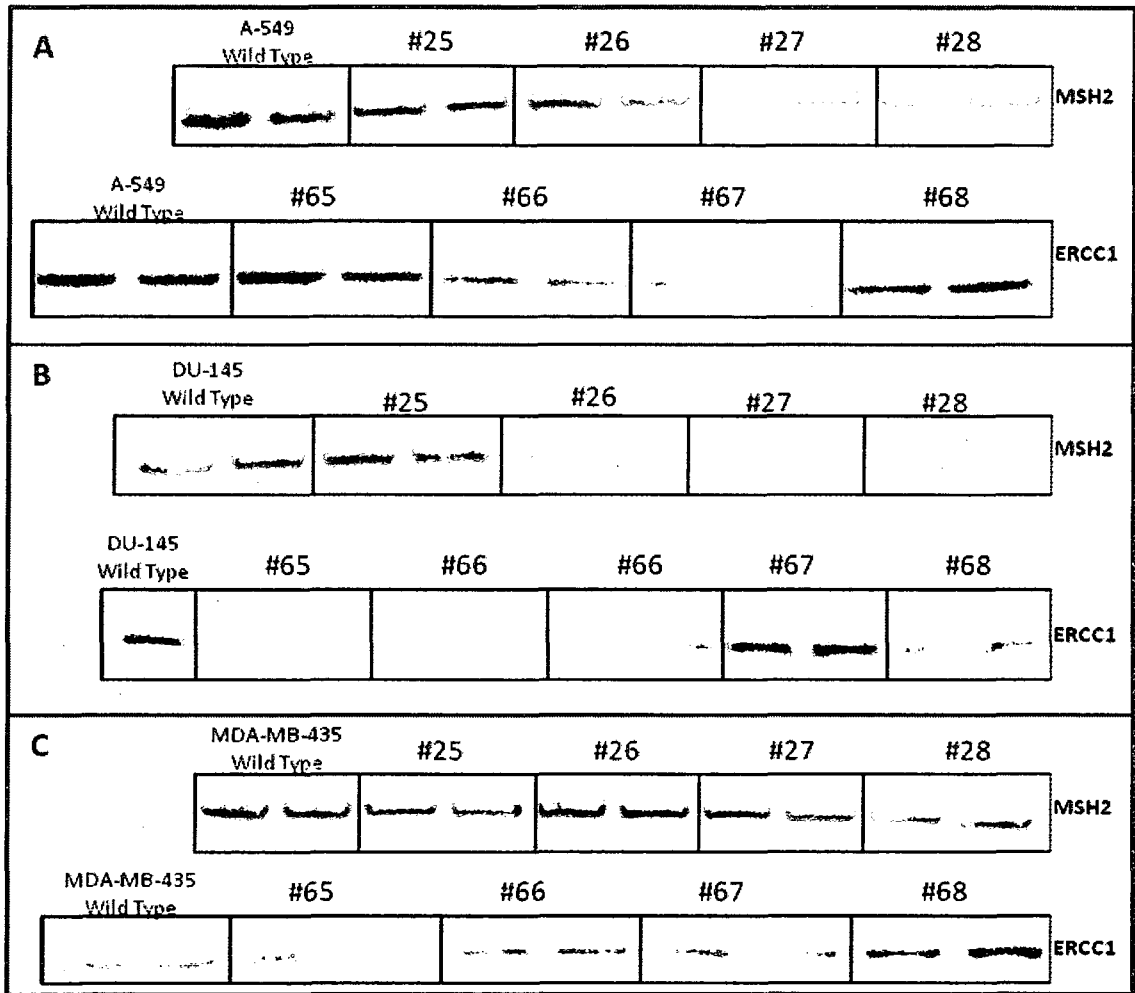 A
A-549
Wild Type
#25
#26
#27
#28
MSH2
A-549
Wild Type
#65
#66
#67
#68
ERCC1
B
DU-145
Wild Type
#25
#26
#27
#28
MSH2
DU-145
Wild Type
#65
#66
#66
#67
#68
ERCC1
C
MDA-MB-435
Wild Type
#25
#26
#27
#28
MSH2
MDA-MB-435
Wild Type
#65
#66
#67
#68
ERCC1